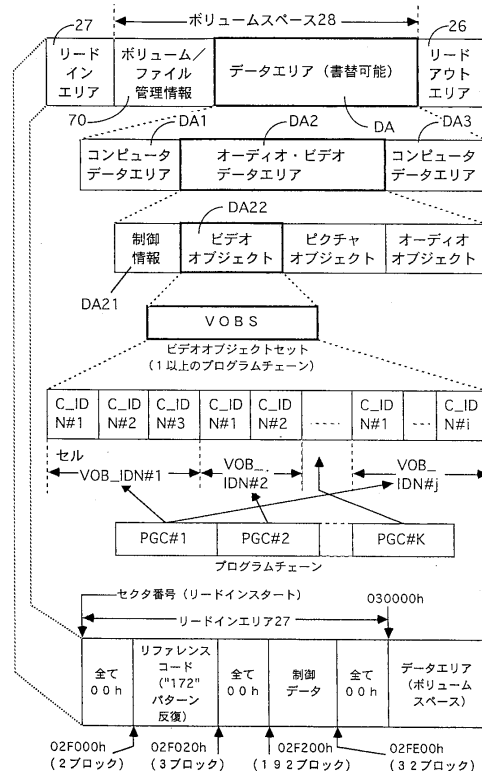 27
ボリュームスペース28
26
リード
イン
エリア
ボリューム／
ファイル
管理情報
データエリア（書替可能）
リード
アウト
エリア
70
DA1
DA2
DA
DA3
コンピュータ
データエリア
オーディオ・ビデオ
データエリア
コンピュータ
データエリア
DA22
制御
情報
ビデオ
オブジェクト
ピクチャ
オブジェクト
オーディオ
オブジェクト
DA21
VOBS
ビデオオブジェクトセット
（1以上のプログラムチェーン）
C_ID
N#1
C_ID
N#2
C_ID
N#3
C_ID
N#1
C_ID
N#2
C_ID
N#1
C_ID
N#i
セル
VOB_IDN#1
VOB_
IDN#2
VOB_
IDN#j
PGC#1
PGC#2
PGC#K
プログラムチェーン
セクタ番号（リードインスタート）
030000h
リードインエリア27
全て
00h
リファレンス
コード
("172"
パターン
反復）
全て
00h
制御
データ
全て
00h
データエリア
（ボリューム
スペース）
02F000h
（2ブロック）
02F020h
（3ブロック）
02F200h
（192ブロック）
02FE00h
（32ブロック）